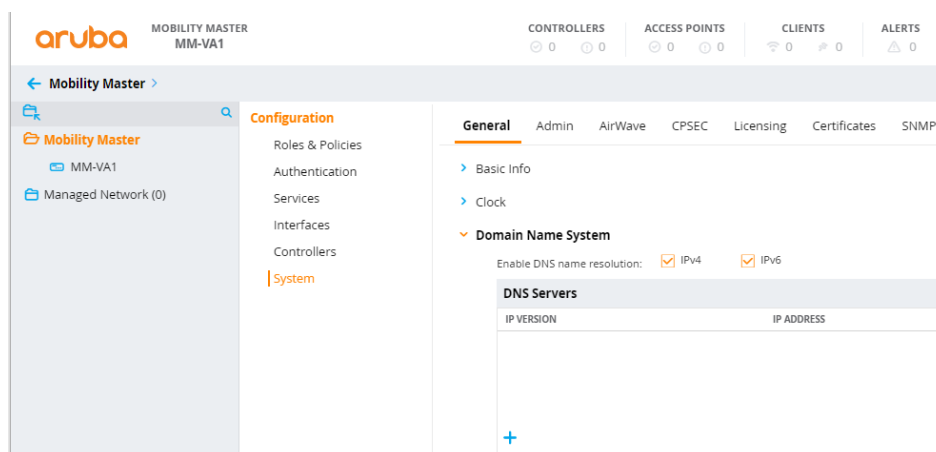 aruba
MOBILITY MASTER
MM-VA1
CONTROLLERS
0 0
ACCESS POINTS
0 0
CLIENTS
0 0
ALERTS
0
Mobility Master >
Mobility Master
MM-VA1
Managed Network (0)
Configuration
Roles & Policies
Authentication
Services
Interfaces
Controllers
System
General Admin AirWave CPSEC Licensing Certificates SNMP
Basic Info
Clock
Domain Name System
Enable DNS name resolution: IPv4 IPv6
DNS Servers
IP VERSION IP ADDRESS